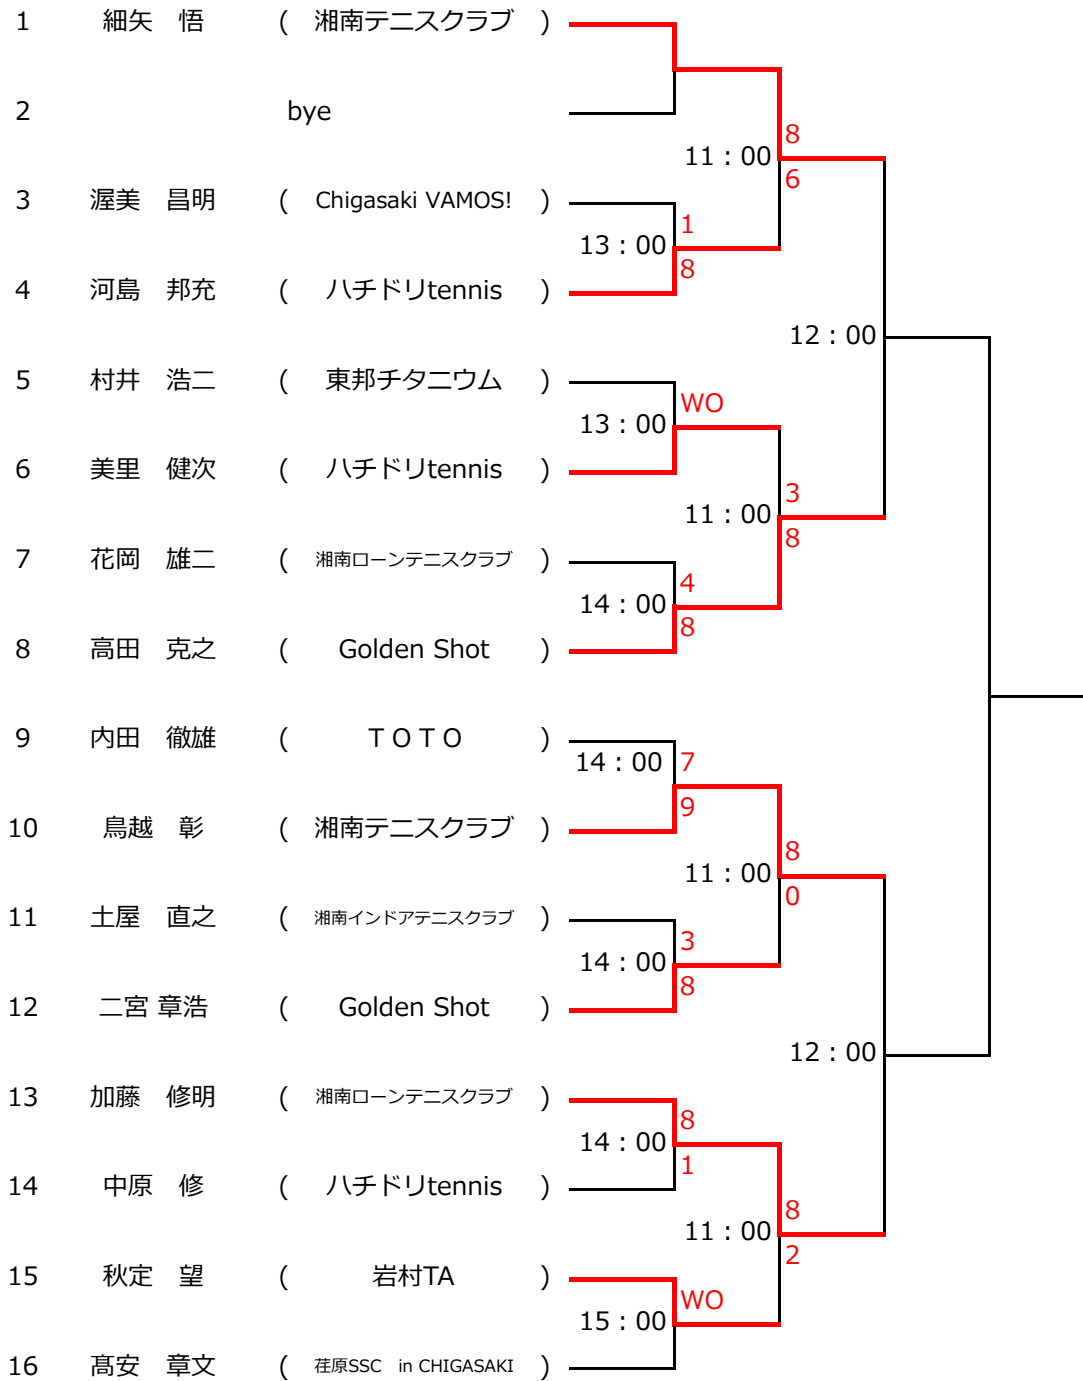 1 細矢 悟 ( 湘南テニスクラブ )
2 bye
8
11:00
6
3 渥美 昌明 ( Chigasaki VAMOS! )
1
13:00
8
4 河島 邦充 ( ハチドリtennis )
12:00
5 村井 浩二 ( 東邦チタニウム )
WO
13:00
6 美里 健次 ( ハチドリtennis )
3
11:00
8
7 花岡 雄二 ( 湘南ローンテニスクラブ )
4
14:00
8
8 高田 克之 ( Golden Shot )
9 内田 徹雄 ( TOTO )
14:00 7
9
10 鳥越 彰 ( 湘南テニスクラブ )
8
11:00
0
11 土屋 直之 ( 湘南インドアテニスクラブ )
3
14:00
8
12 二宮 章浩 ( Golden Shot )
12:00
13 加藤 修明 ( 湘南ローンテニスクラブ )
8
14:00
1
14 中原 修 ( ハチドリtennis )
8
11:00
2
15 秋定 望 ( 岩村TA )
WO
15:00
16 髙安 章文 ( 荏原SSC in CHIGASAKI )